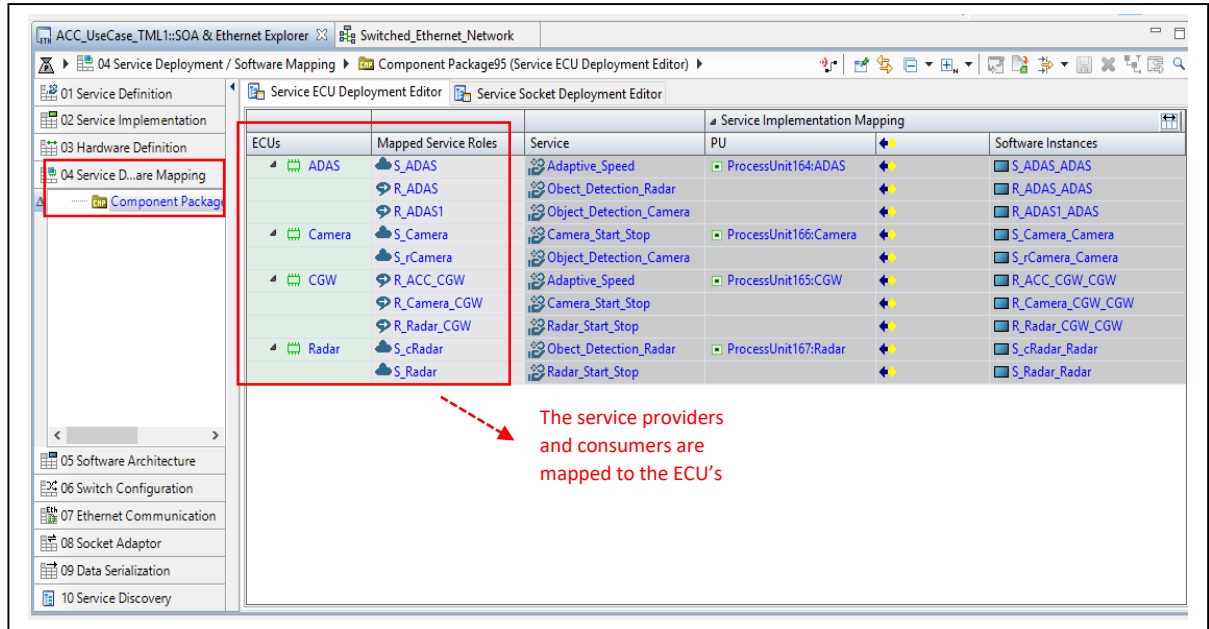 ACC_UseCase_TML1::SOA & Ethernet Explorer Switched_Ethernet_Network
04 Service Deployment / Software Mapping Component Package95 (Service ECU Deployment Editor)
01 Service Definition
02 Service Implementation
03 Hardware Definition
04 Service D...are Mapping
Component Package
05 Software Architecture
06 Switch Configuration
07 Ethernet Communication
08 Socket Adaptor
09 Data Serialization
10 Service Discovery
Service ECU Deployment Editor Service Socket Deployment Editor
Service Implementation Mapping
ECUs Mapped Service Roles Service PU Software Instances
ADAS S_ADAS Adaptive_Speed ProcessUnit164:ADAS S_ADAS_ADAS
R_ADAS Obect_Detection_Radar R_ADAS_ADAS
R_ADAS1 Object_Detection_Camera R_ADAS1_ADAS
Camera S_Camera Camera_Start_Stop ProcessUnit166:Camera S_Camera_Camera
S_rCamera Object_Detection_Camera S_rCamera_Camera
CGW R_ACC_CGW Adaptive_Speed ProcessUnit165:CGW R_ACC_CGW_CGW
R_Camera_CGW Camera_Start_Stop R_Camera_CGW_CGW
R_Radar_CGW Radar_Start_Stop R_Radar_CGW_CGW
Radar S_cRadar Obect_Detection_Radar ProcessUnit167:Radar S_cRadar_Radar
S_Radar Radar_Start_Stop S_Radar_Radar
The service providers
and consumers are
mapped to the ECU’s